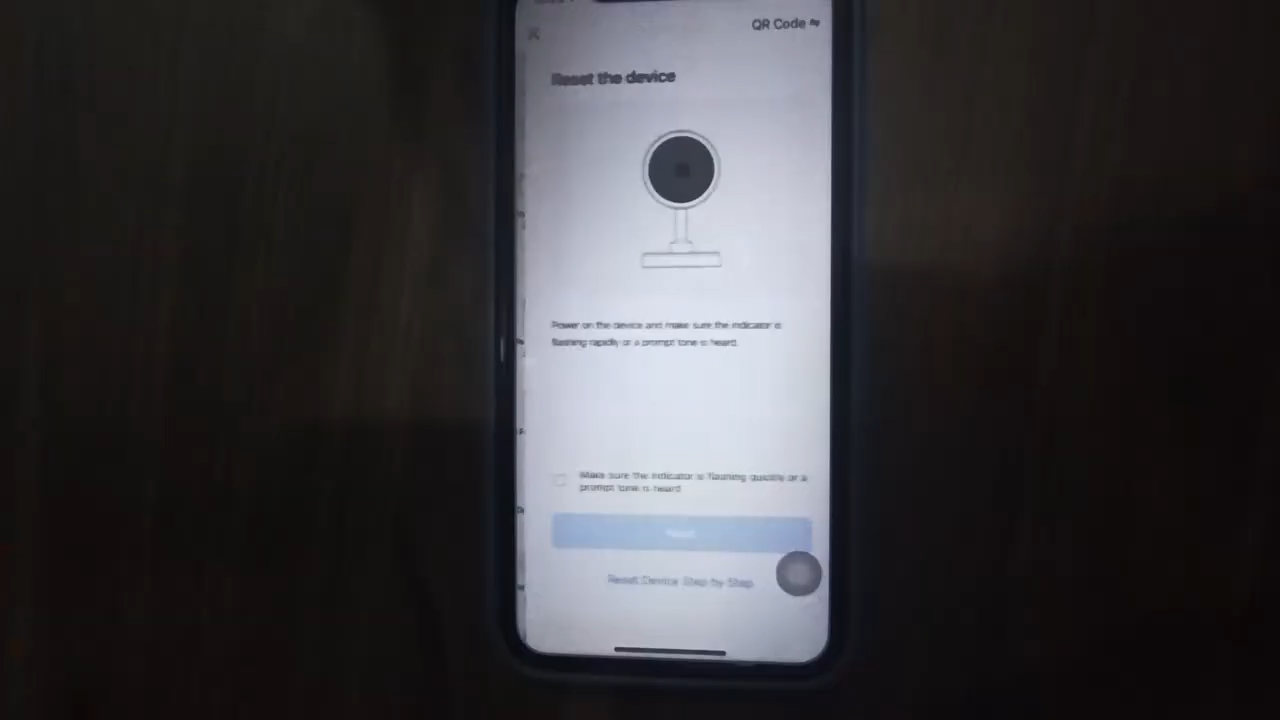 QR Code ⇋
Reset the device
Power on the device and make sure the indicator is
flashing rapidly or a prompt tone is heard.
Make sure the indicator is flashing quickly or a
prompt tone is heard
Next
Reset Device Step by Step